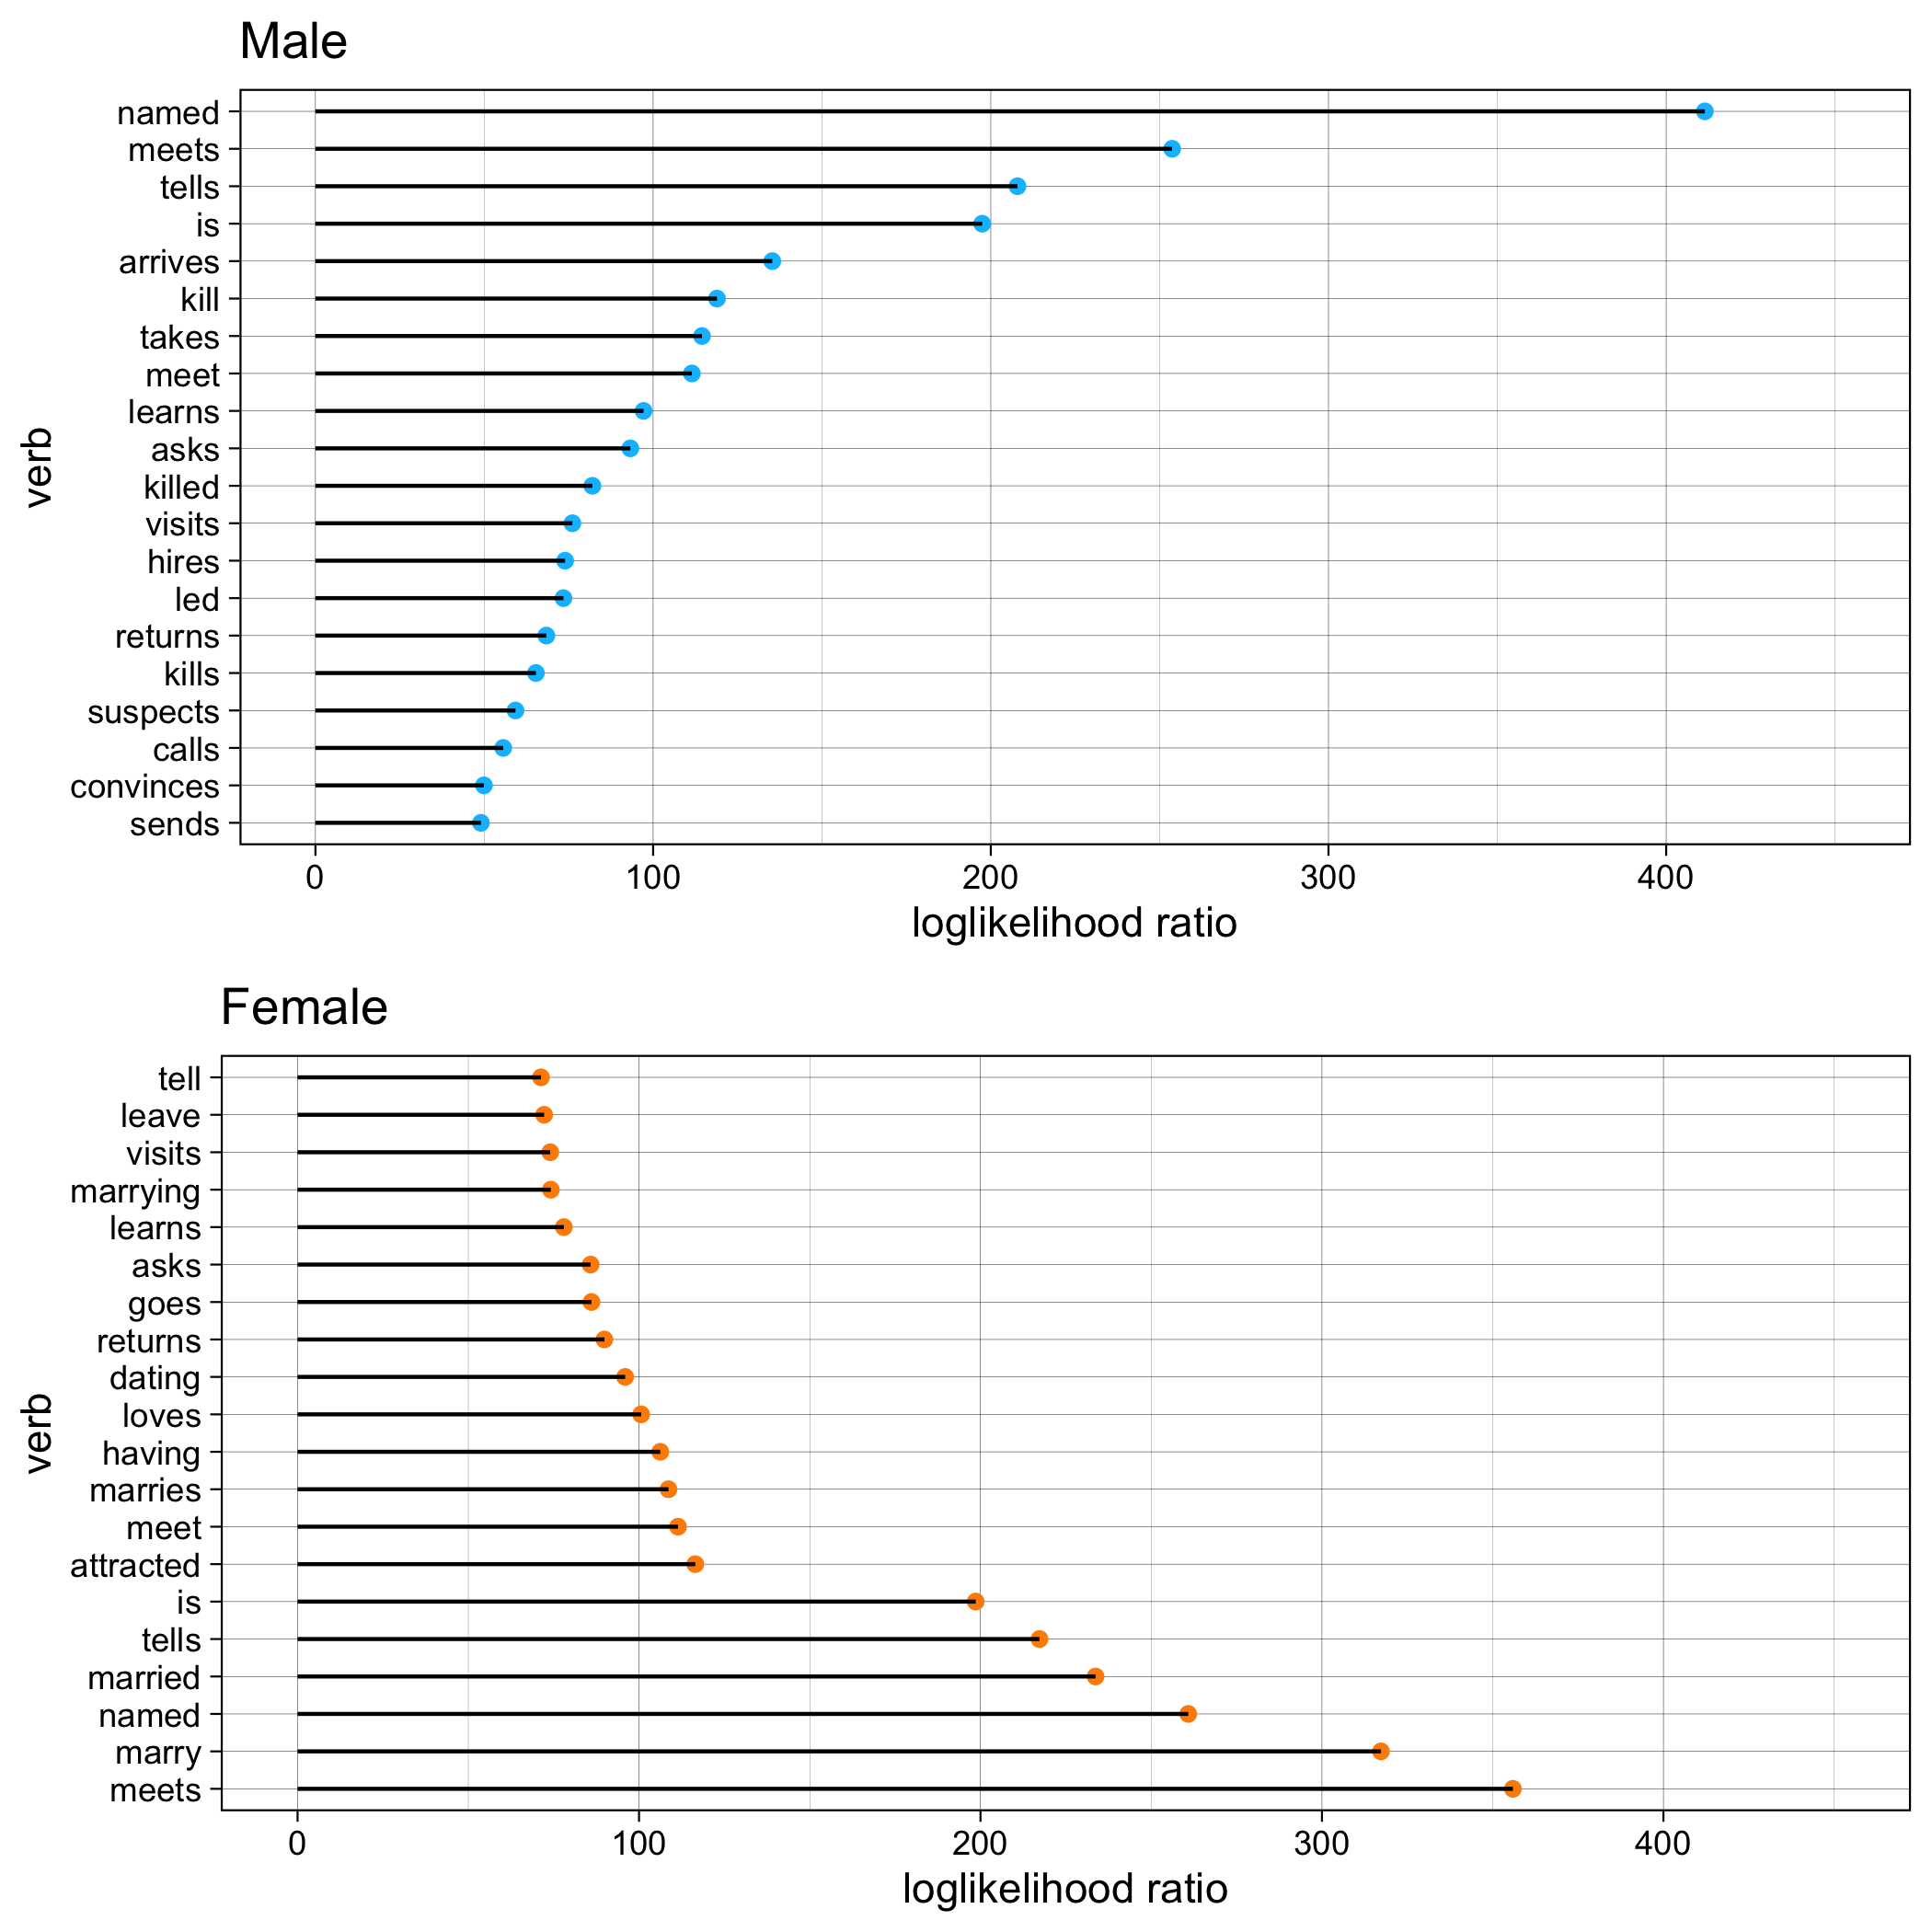 Male
named
meets
tells
is
arrives
kill
takes
meet
learns
asks
killed
visits
hires
led
returns
kills
suspects
calls
convinces
sends
verb
0 100 200 300 400
loglikelihood ratio
Female
tell
leave
visits
marrying
learns
asks
goes
returns
dating
loves
having
marries
meet
attracted
is
tells
married
named
marry
meets
verb
0 100 200 300 400
loglikelihood ratio